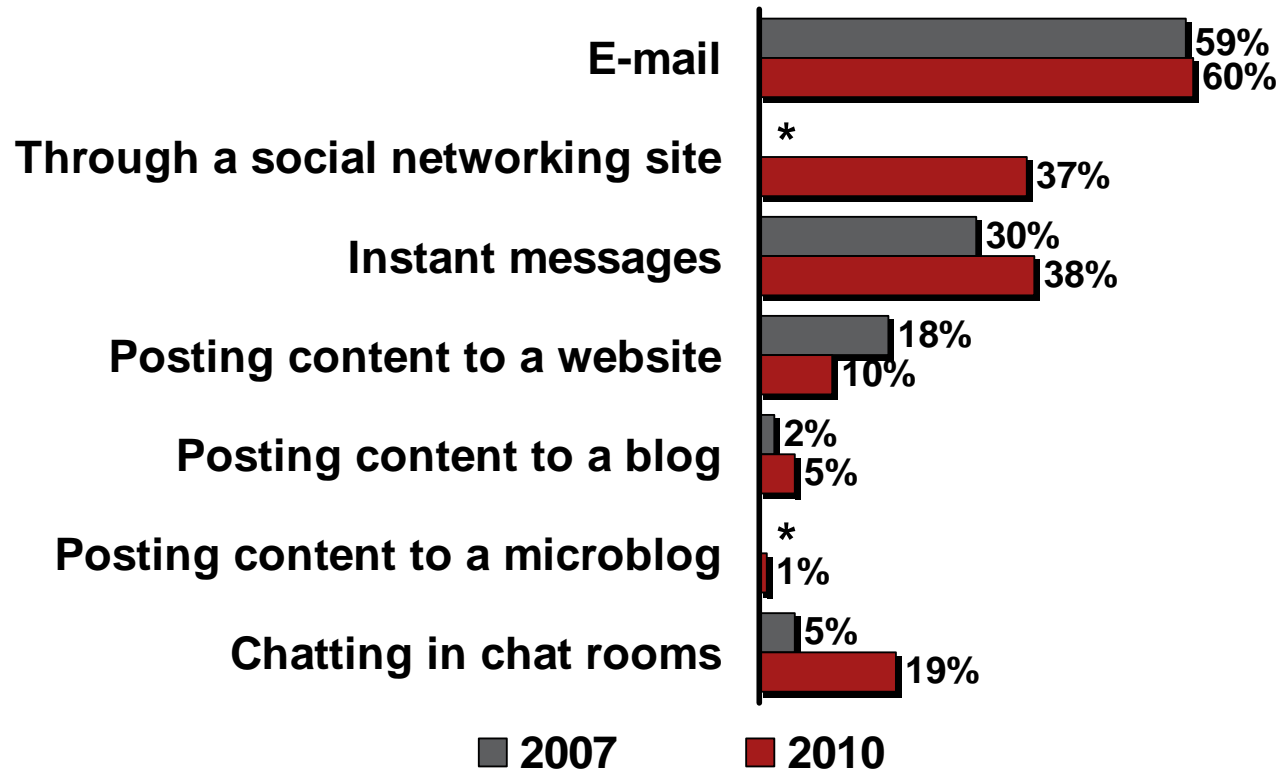 E-mail
59%
60%
Through a social networking site
*
37%
Instant messages
30%
38%
Posting content to a website
18%
10%
Posting content to a blog
2%
5%
Posting content to a microblog
*
1%
Chatting in chat rooms
5%
19%
2007 2010